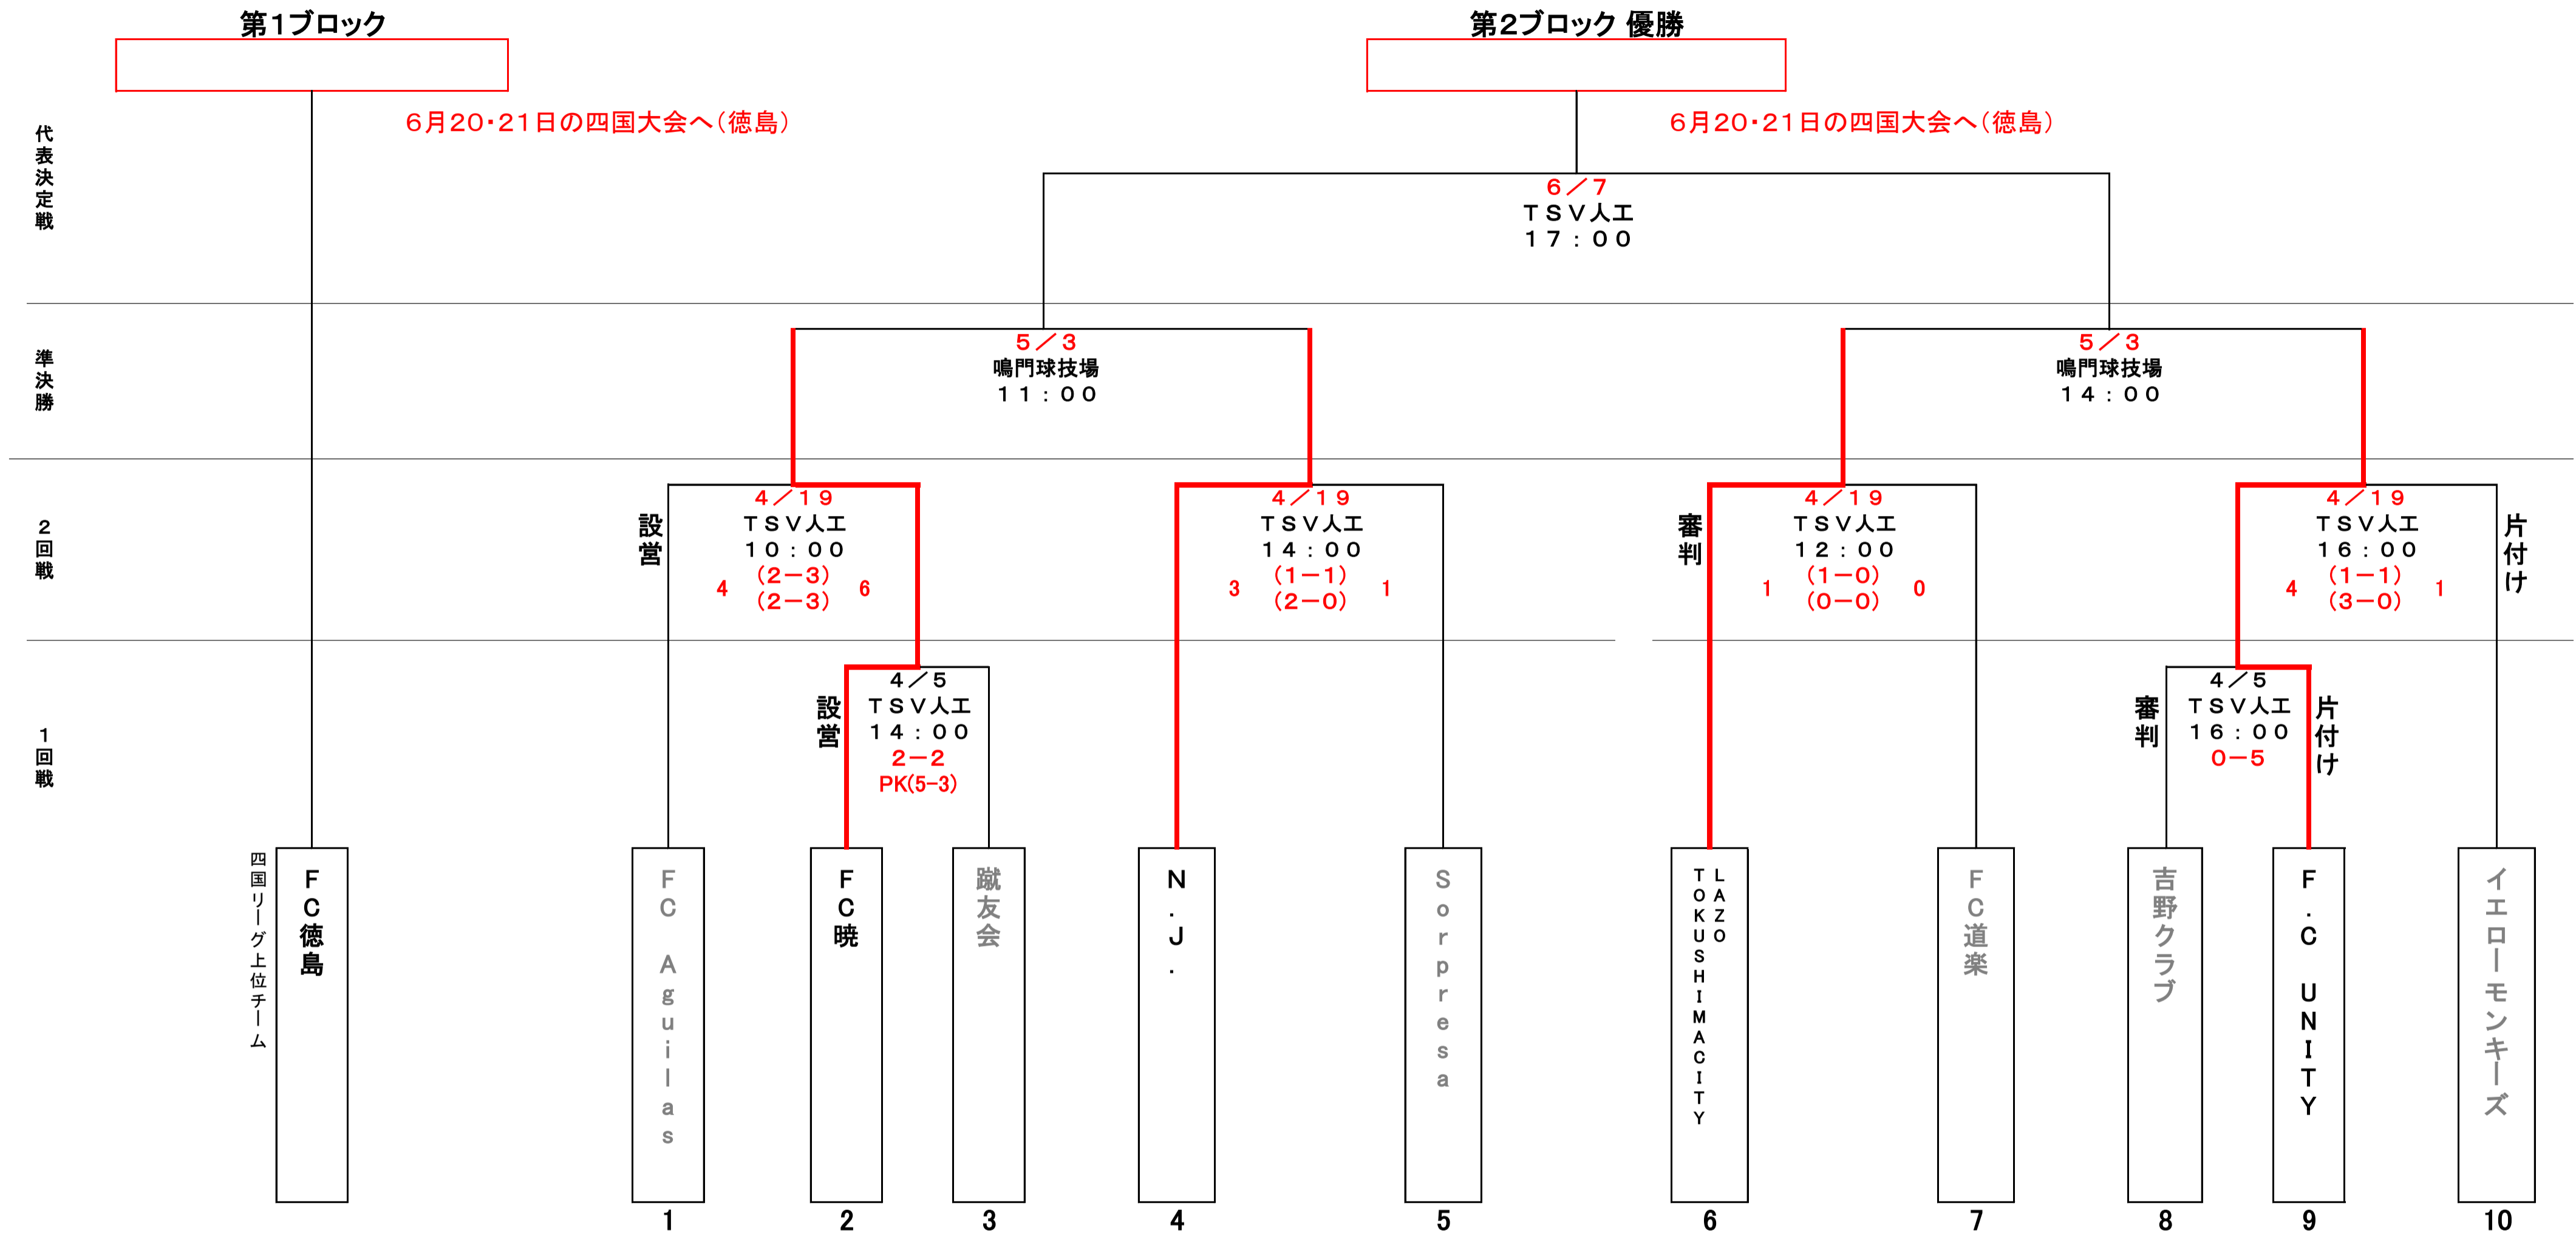 第1ブロック
第2ブロック 優勝
6月20・21日の四国大会へ(徳島)
6月20・21日の四国大会へ(徳島)
代表決定戦
6／7
TSV人工
17：00
準決勝
5／3
鳴門球技場
11：00
5／3
鳴門球技場
14：00
2回戦
設営
4／19
TSV人工
10：00
4 (2－3) 6
(2－3)
4／19
TSV人工
14：00
3 (1－1) 1
(2－0)
審判
4／19
TSV人工
12：00
1 (1－0) 0
(0－0)
4／19
TSV人工
16：00
4 (1－1) 1
(3－0)
片付け
1回戦
設営
4／5
TSV人工
14：00
2－2
PK(5-3)
審判
4／5
TSV人工
16：00
0－5
片付け
四国リーグ上位チーム
FC徳島
FC Aguilas
FC暁
蹴友会
N.J.
Sorpresa
LAZO
TOKUSHIMACITY
FC道楽
吉野クラブ
F.C UNITY
イエローモンキーズ
1
2
3
4
5
6
7
8
9
10